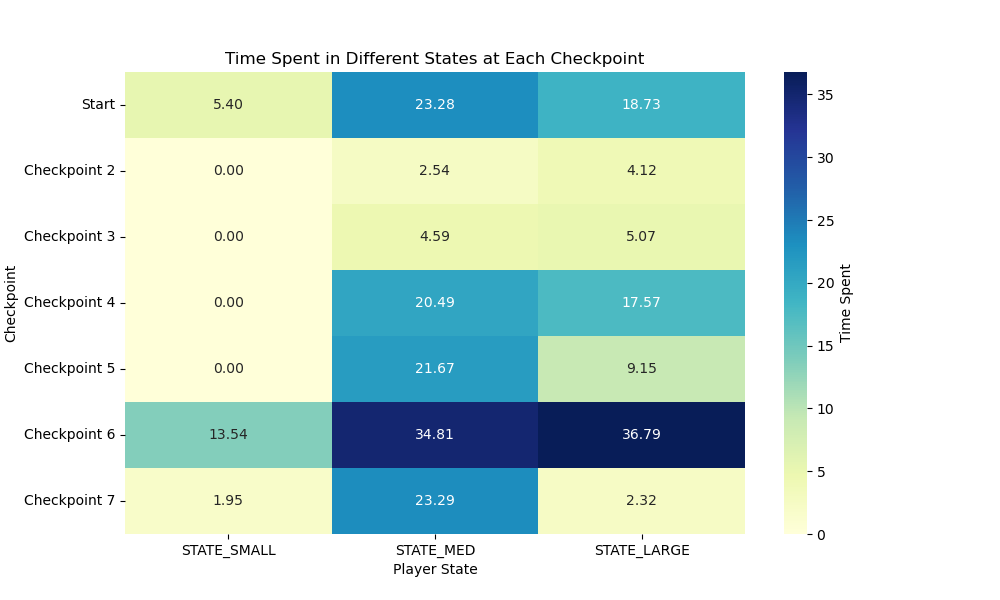 Time Spent in Different States at Each Checkpoint
Start
5.40
23.28
18.73
Checkpoint 2
0.00
2.54
4.12
Checkpoint 3
0.00
4.59
5.07
Checkpoint 4
0.00
20.49
17.57
Checkpoint 5
0.00
21.67
9.15
Checkpoint 6
13.54
34.81
36.79
Checkpoint 7
1.95
23.29
2.32
STATE_SMALL
STATE_MED
STATE_LARGE
Player State
Checkpoint
35
30
25
20
15
10
5
0
Time Spent